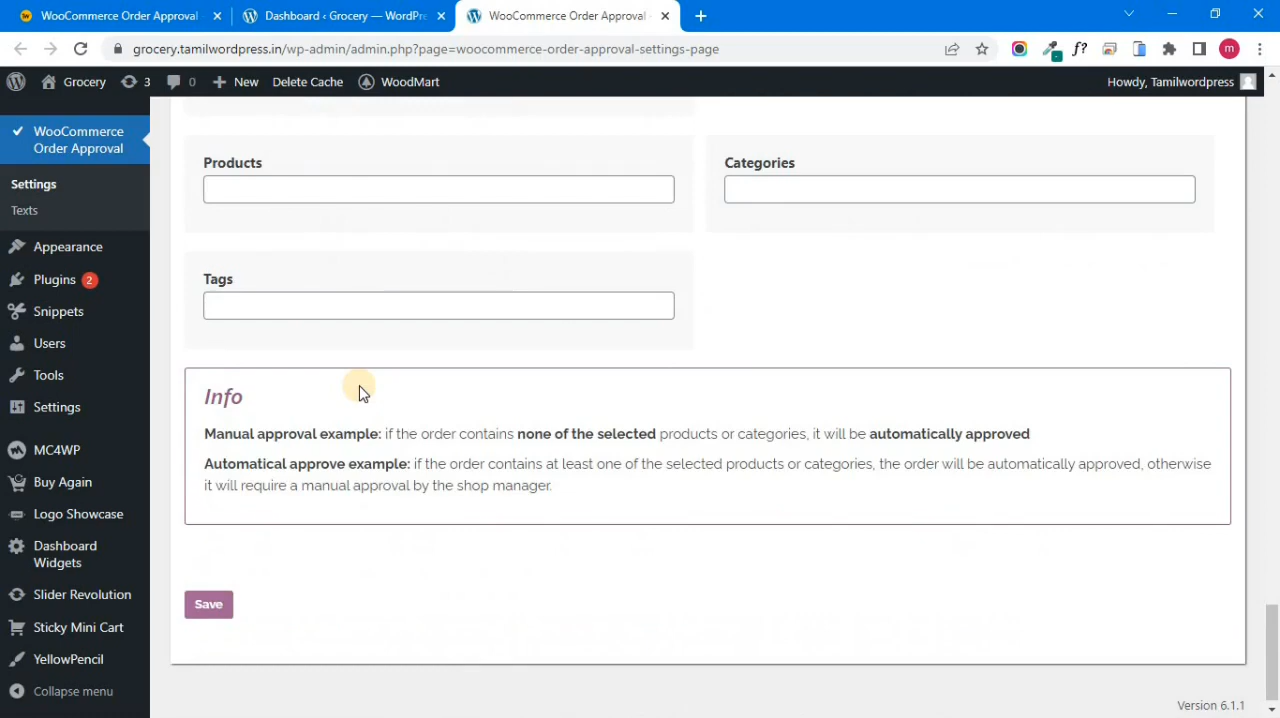 WooCommerce Order Approval
Dashboard ‹ Grocery — WordPre
WooCommerce Order Approval
grocery.tamilwordpress.in/wp-admin/admin.php?page=woocommerce-order-approval-settings-page
f?
m
Grocery
3
0
New
Delete Cache
WoodMart
Howdy, Tamilwordpress
WooCommerce
Order Approval
Settings
Texts
Appearance
Plugins 2
Snippets
Users
Tools
Settings
MC4WP
Buy Again
Logo Showcase
Dashboard
Widgets
Slider Revolution
Sticky Mini Cart
YellowPencil
Collapse menu
Products
Categories
Tags
Info
Manual approval example: if the order contains none of the selected products or categories, it will be automatically approved
Automatical approve example: if the order contains at least one of the selected products or categories, the order will be automatically approved, otherwise
it will require a manual approval by the shop manager.
Save
Version 6.1.1